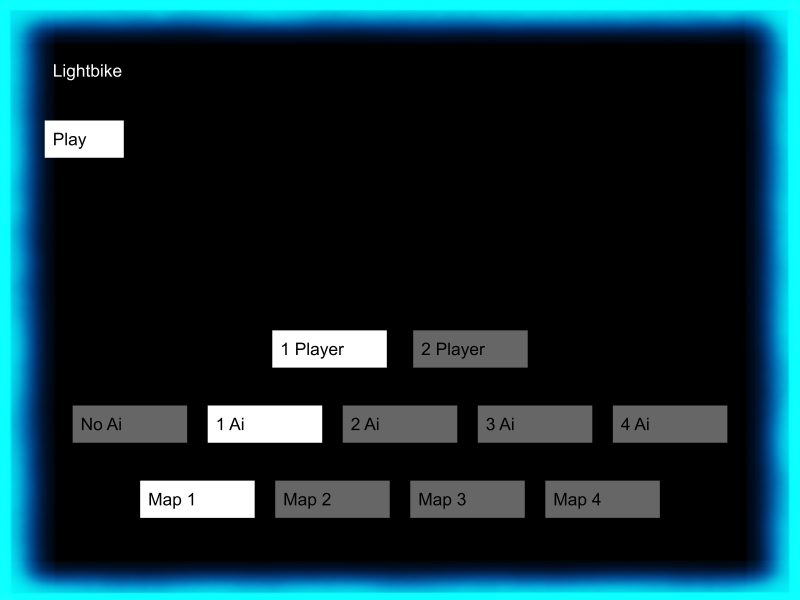 Lightbike
Play
1 Player
2 Player
No Ai
1 Ai
2 Ai
3 Ai
4 Ai
Map 1
Map 2
Map 3
Map 4